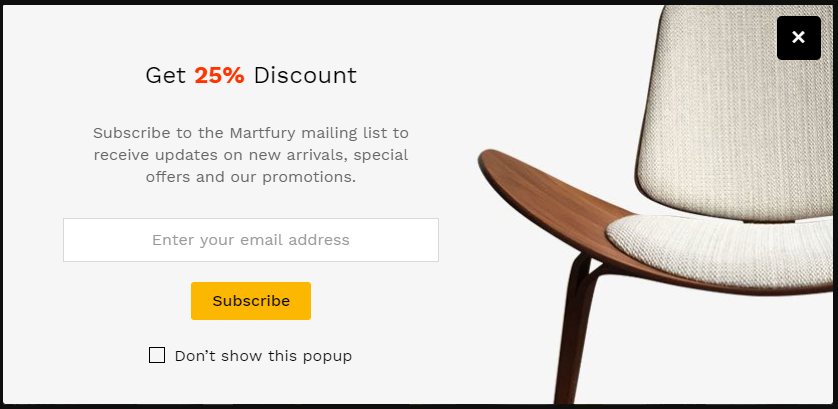 Get 25% Discount
Subscribe to the Martfury mailing list to
receive updates on new arrivals, special
offers and our promotions.
Enter your email address
Subscribe
Don't show this popup